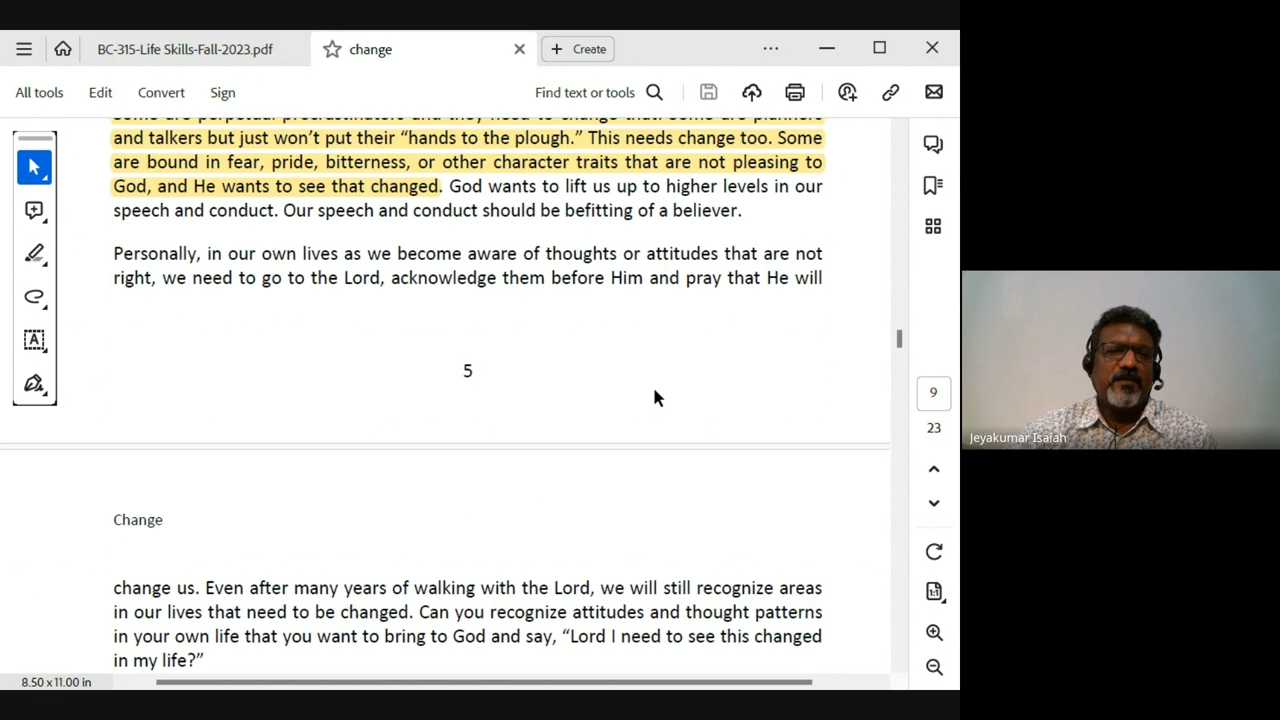 BC-315-Life Skills-Fall-2023.pdf
change
Create
All tools
Edit
Convert
Sign
Find text or tools
and talkers but just won’t put their “hands to the plough.” This needs change too. Some
are bound in fear, pride, bitterness, or other character traits that are not pleasing to
God, and He wants to see that changed. God wants to lift us up to higher levels in our
speech and conduct. Our speech and conduct should be befitting of a believer.
Personally, in our own lives as we become aware of thoughts or attitudes that are not
right, we need to go to the Lord, acknowledge them before Him and pray that He will
5
Change
change us. Even after many years of walking with the Lord, we will still recognize areas
in our lives that need to be changed. Can you recognize attitudes and thought patterns
in your own life that you want to bring to God and say, “Lord I need to see this changed
in my life?”
8.50 x 11.00 in
9
23
1:1
Jeyakumar Isaiah